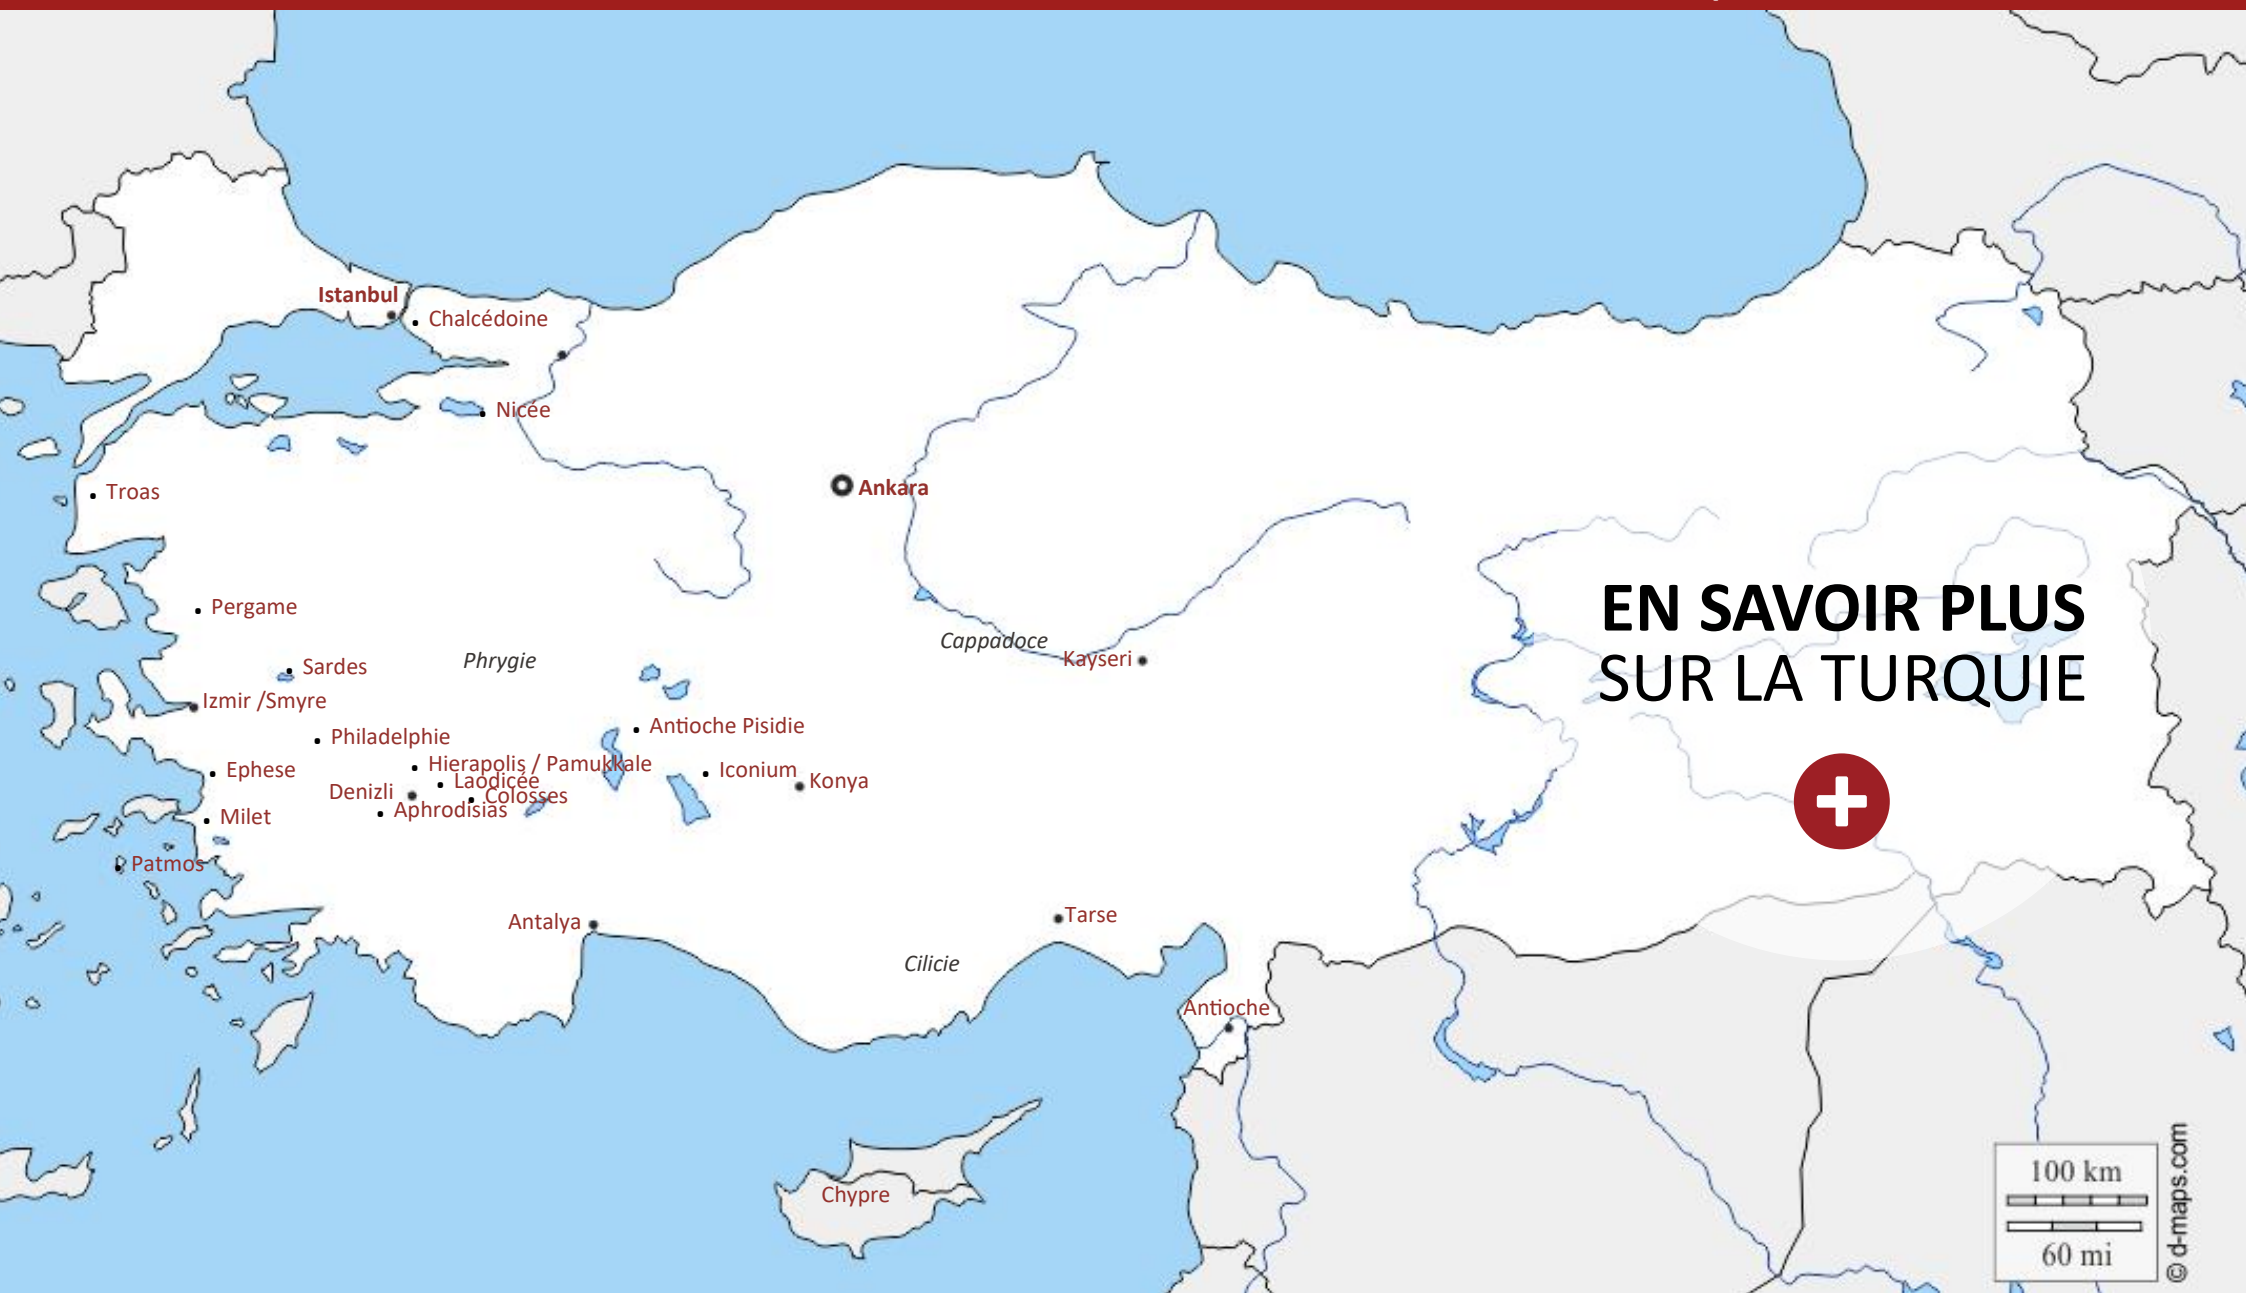 Istanbul
Chalcédoine
Nicée
Troas
Ankara
Pergame
EN SAVOIR PLUS
SUR LA TURQUIE
Cappadoce
Phrygie
Kayseri
Sardes
Izmir /Smyre
Antioche Pisidie
Philadelphie
Hierapolis / Pamukkale
Ephese
Iconium
Laodicée
Konya
Denizli
Colosses
Aphrodisias
Milet
Patmos
Tarse
Antalya
Cilicie
Antioche
Chypre
100 km
60 mi
© d-maps.com